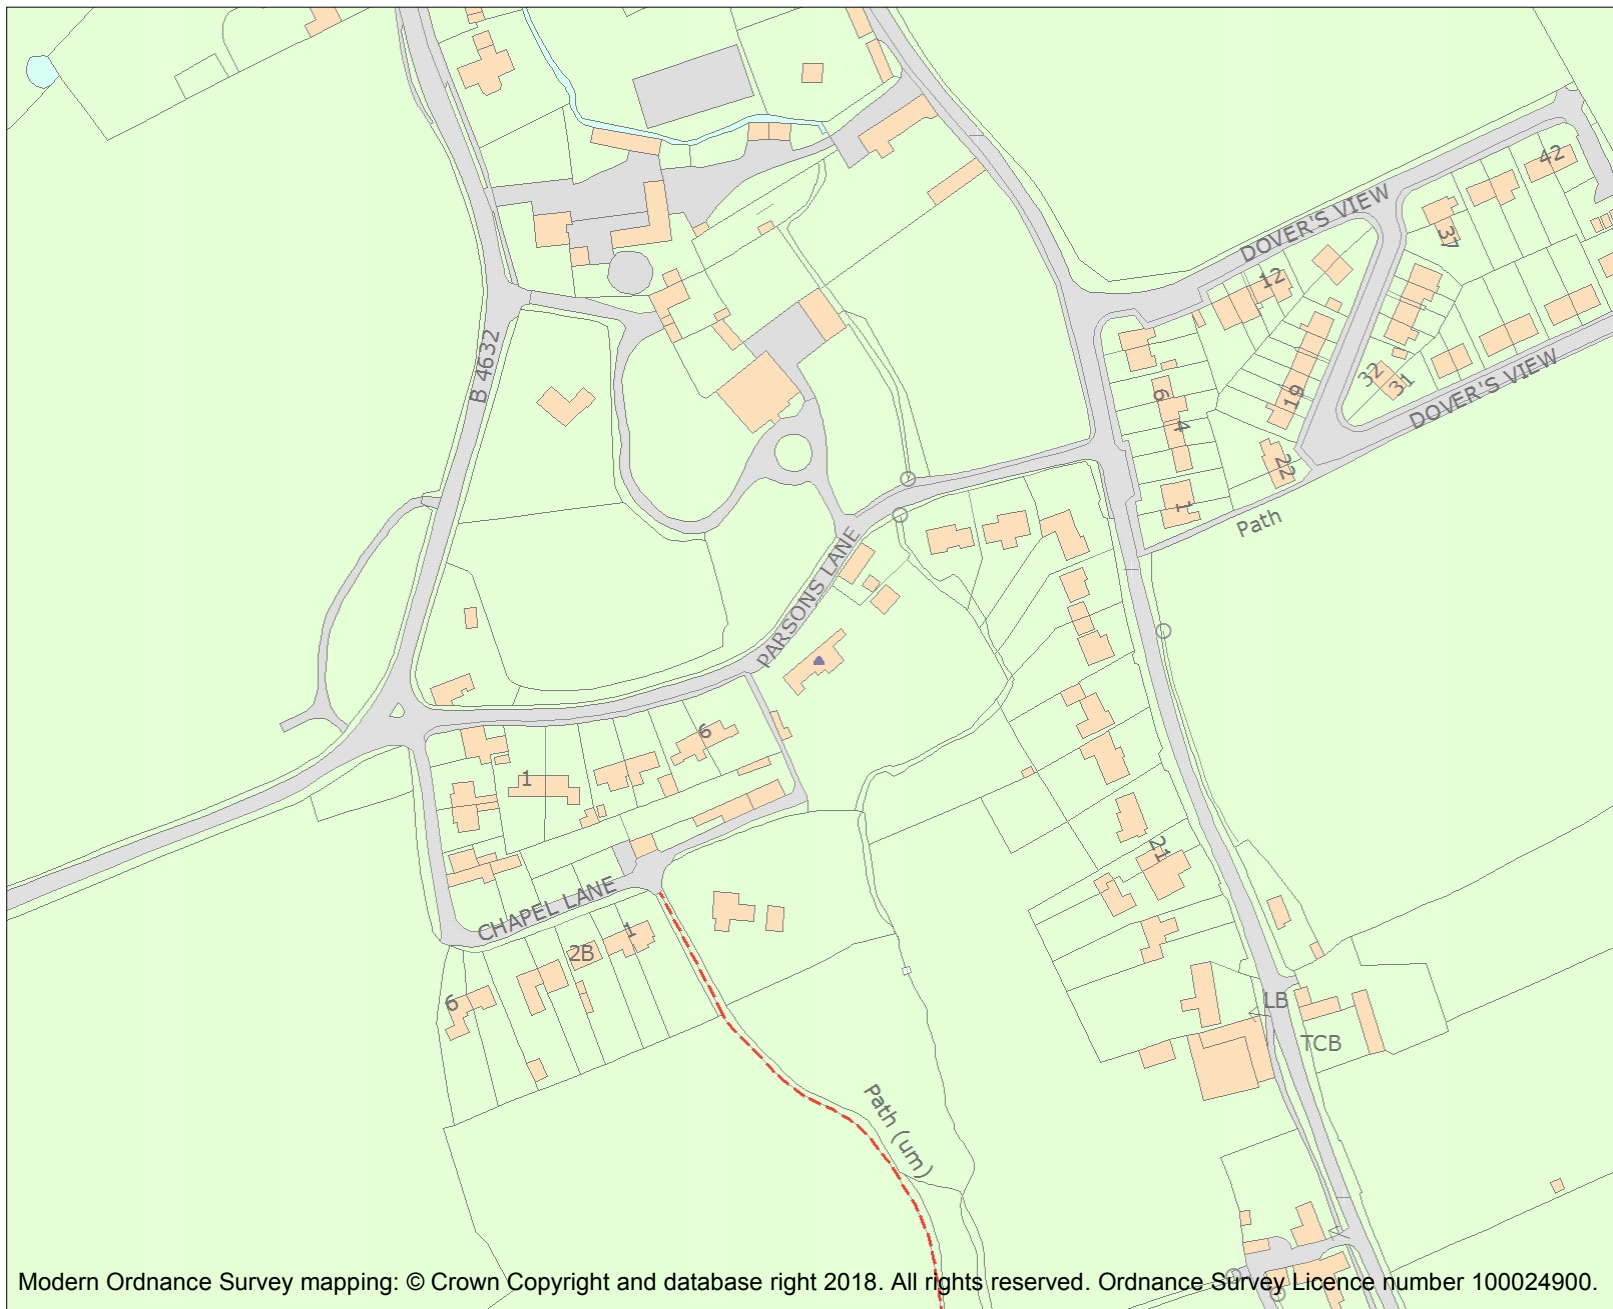 42
DOVER'S VIEW
37
12
B 4632
32
31
6
19
DOVER'S VIEW
4
22
1
Path
PARSONS LANE
6
1
21
CHAPEL LANE
1
2B
6
LB
TCB
Path (um)
Modern Ordnance Survey mapping: © Crown Copyright and database right 2018. All rights reserved. Ordnance Survey Licence number 100024900.